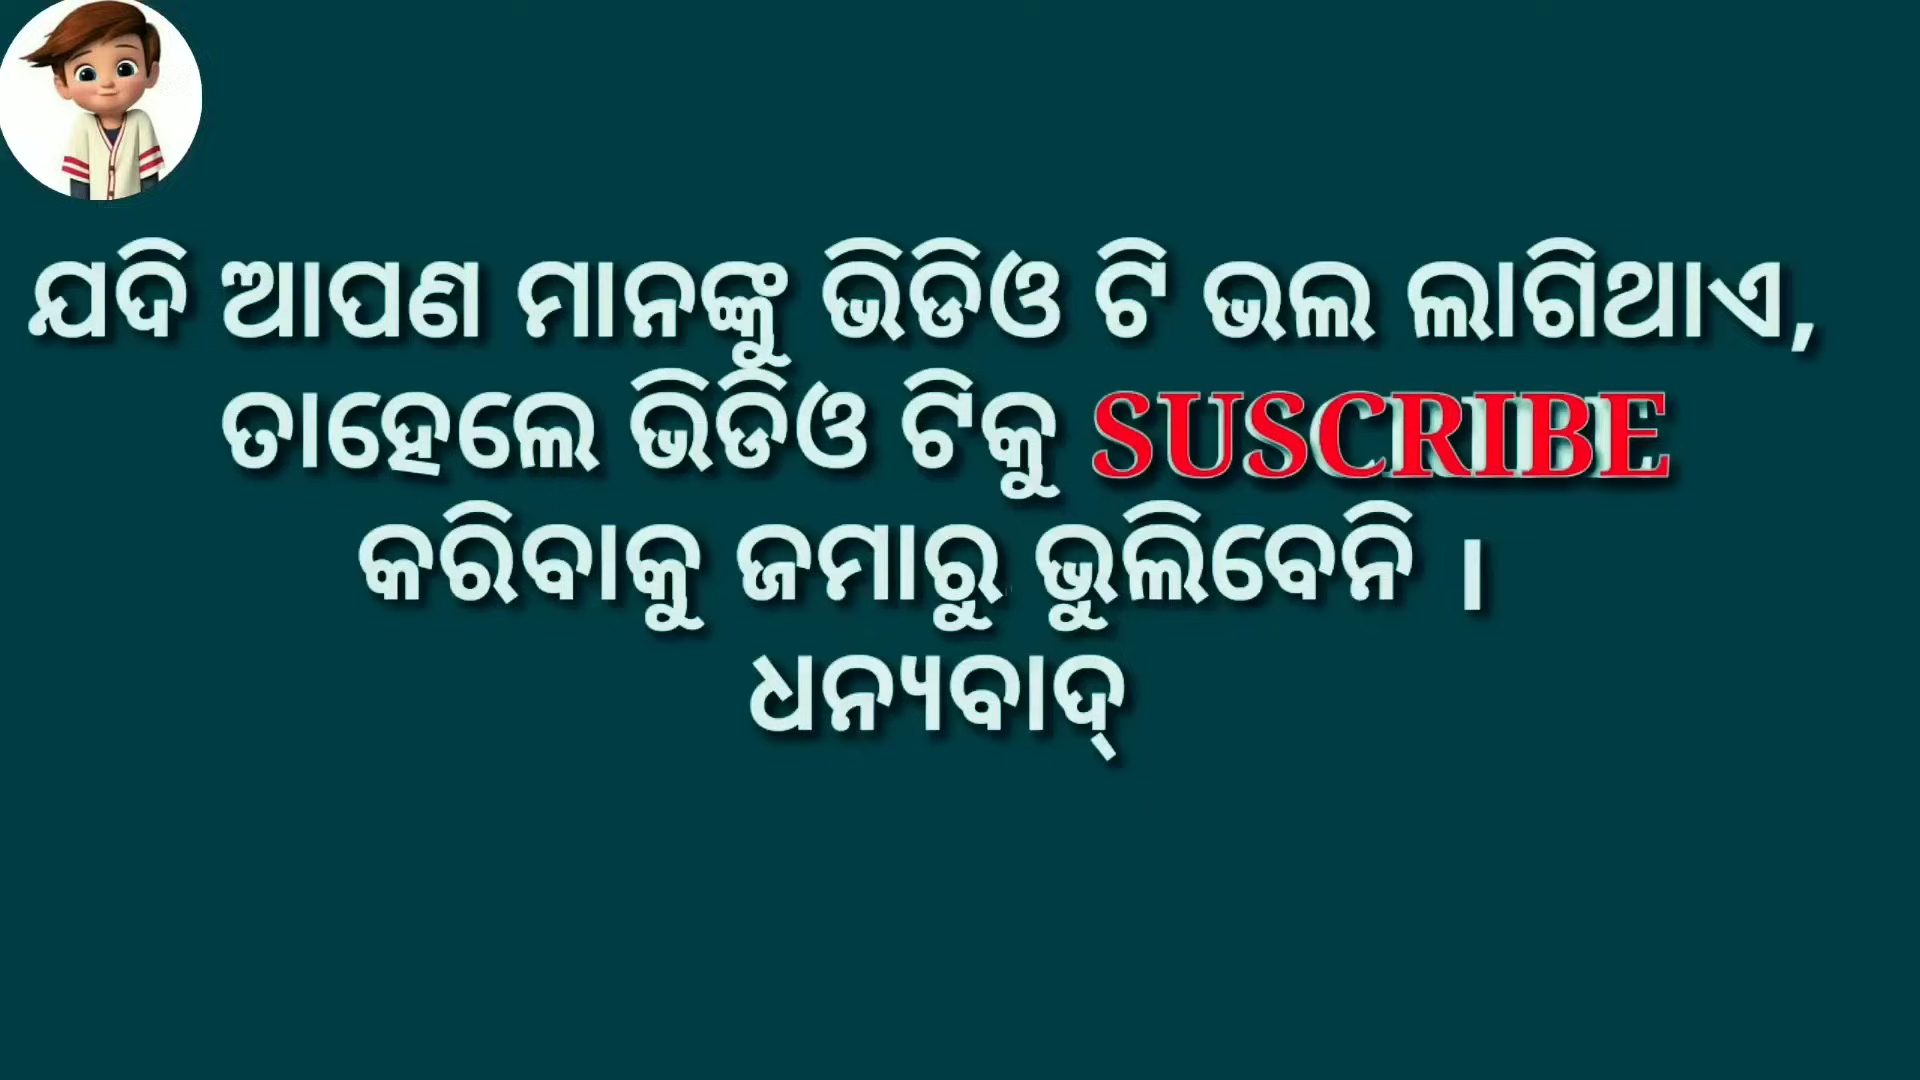 ଯଦି ଆପଣ ମାନଙ୍କୁ ଭିଡିଓ ଟି ଭଲ ଲାଗିଥାଏ,
ତାହେଲେ ଭିଡିଓ ଟିକୁ SUSCRIBE
କରିବାକୁ ଜମାରୁ ଭୁଲିବେନି ।
ଧନ୍ୟବାଦ୍